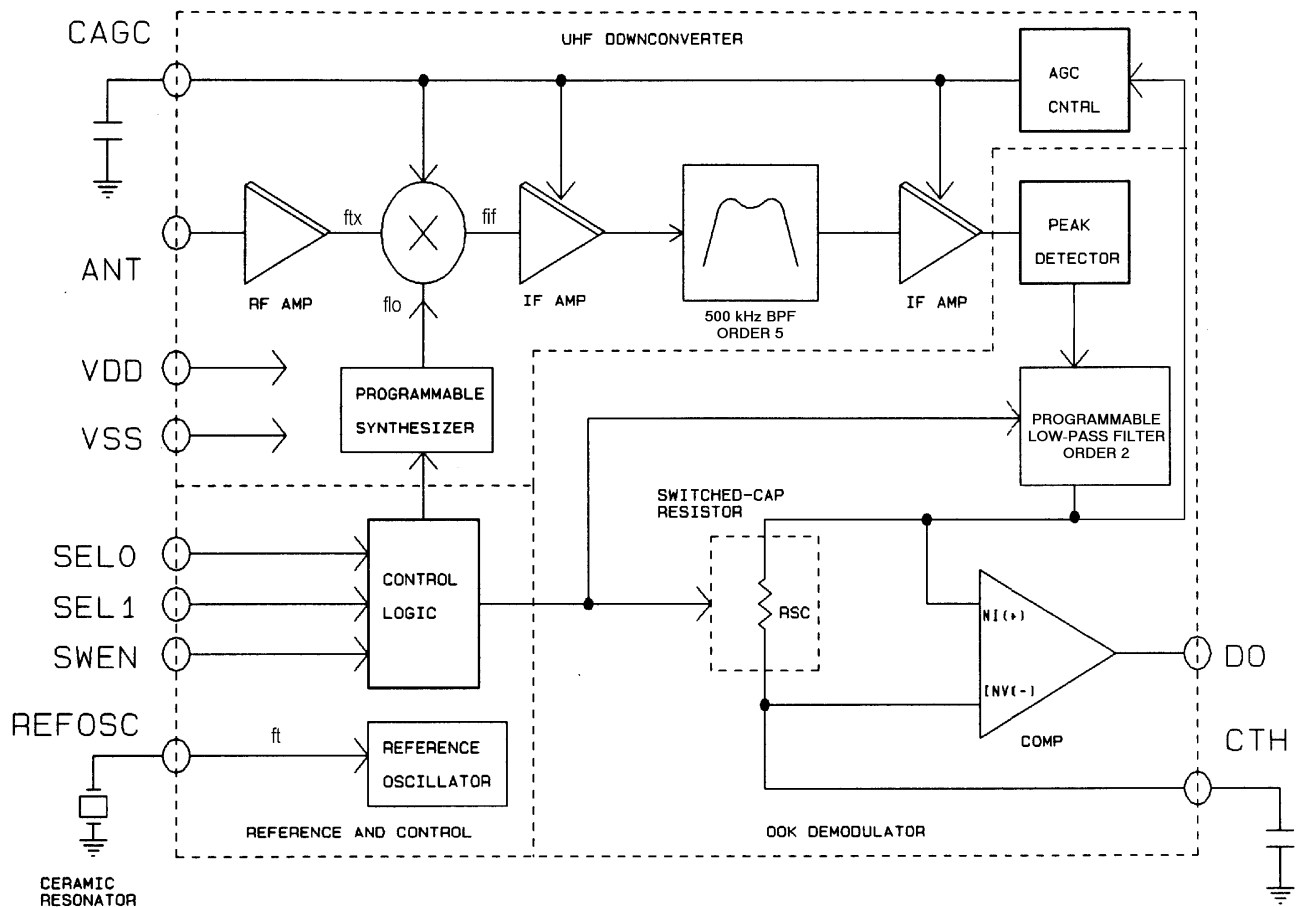 CAGC
UHF DOWNCONVERTER
AGC
CNTRL
ftx
fif
PEAK
DETECTOR
ANT
RF AMP
flo
IF AMP
IF AMP
500 kHz BPF
ORDER 5
VDD
PROGRAMMABLE
SYNTHESIZER
VSS
PROGRAMMABLE
LOW-PASS FILTER
ORDER 2
SWITCHED-CAP
RESISTOR
SEL0
SEL1
SWEN
CONTROL
LOGIC
RSC
NI(+)
INV(-)
COMP
DO
REFOSC
ft
REFERENCE
OSCILLATOR
CTH
REFERENCE AND CONTROL
OOK DEMODULATOR
CERAMIC
RESONATOR